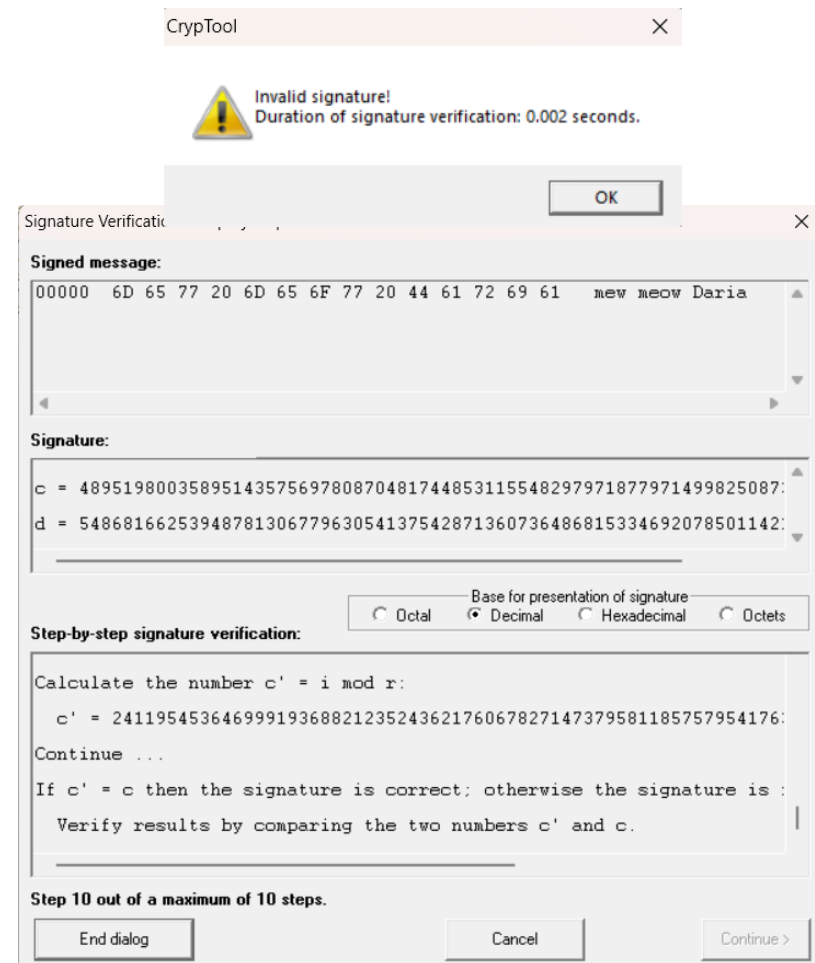 CrypTool
Invalid signature!
Duration of signature verification: 0.002 seconds.
OK
Signature Verificatio
Signed message:
00000 6D 65 77 20 6D 65 6F 77 20 44 61 72 69 61 mew meow Daria
Signature:
c = 48951980035895143575697808704817448531155482979718779714998250873
d = 54868166253948781306779630541375428713607364868153346920785011421
Base for presentation of signature
Octal Decimal Hexadecimal Octets
Step-by-step signature verification:
Calculate the number c' = i mod r:
c' = 24119545364699919368821235243621760678271473795811857579541763
Continue ...
If c' = c then the signature is correct; otherwise the signature is
Verify results by comparing the two numbers c' and c.
Step 10 out of a maximum of 10 steps.
End dialog Cancel Continue >